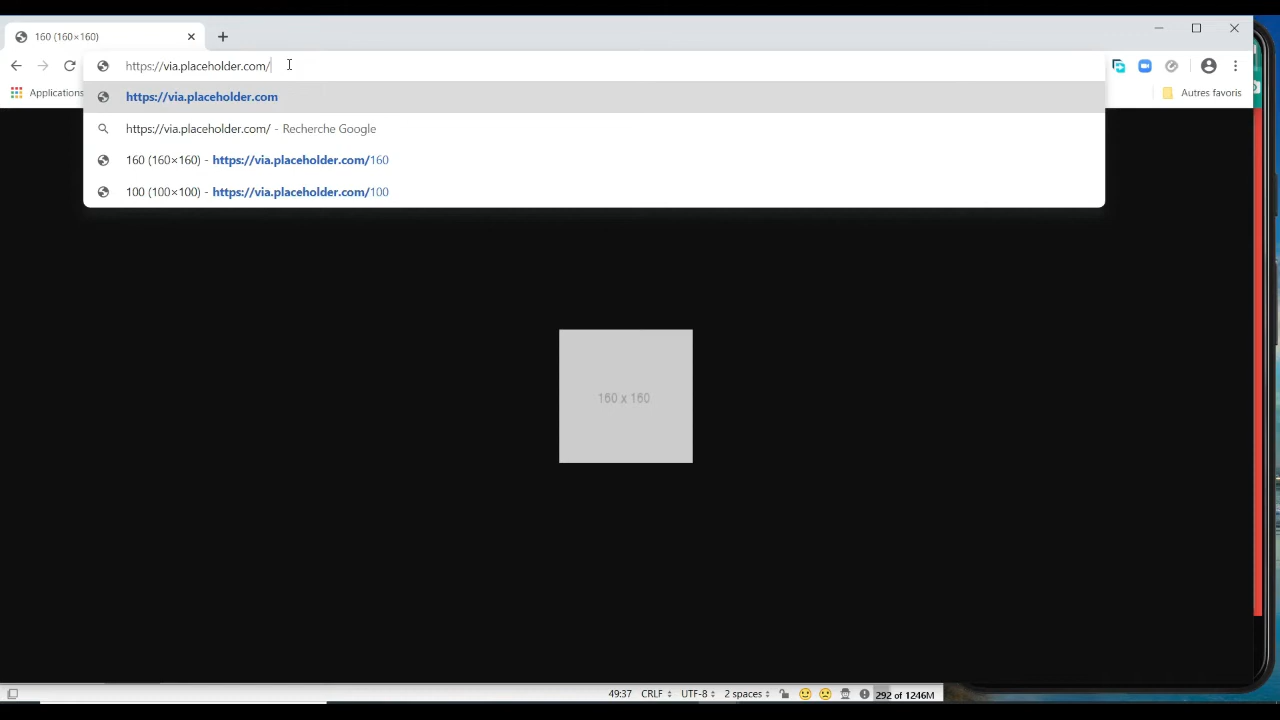 160 (160×160)
https://via.placeholder.com/
https://via.placeholder.com
https://via.placeholder.com/ - Recherche Google
160 (160×160) - https://via.placeholder.com/160
100 (100×100) - https://via.placeholder.com/100
Applications
Autres favoris
160 x 160
49:37 CRLF UTF-8 2 spaces 292 of 1246M